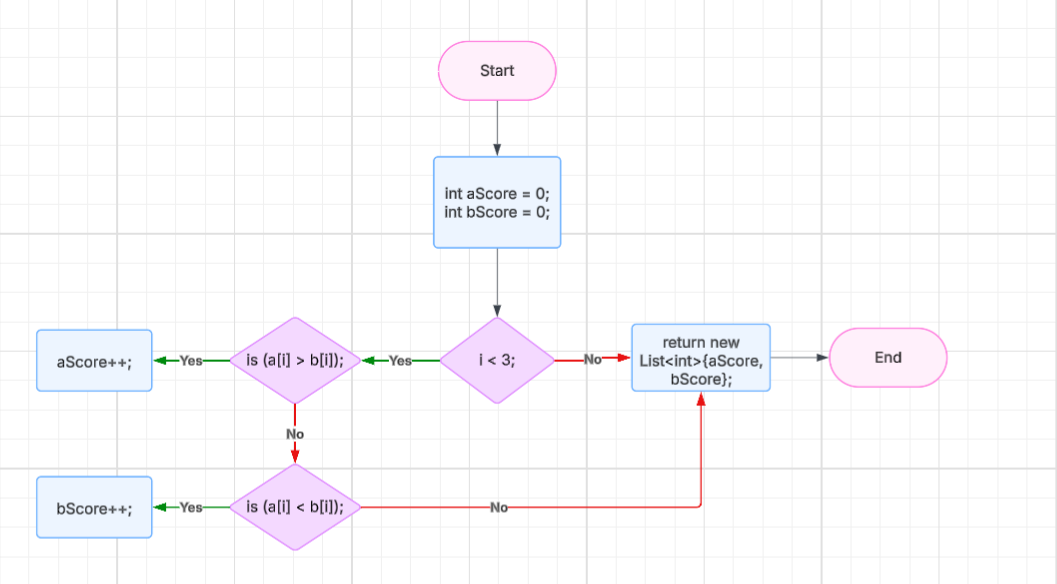 Start
int aScore = 0;
int bScore = 0;
i < 3;
Yes
No
is (a[i] > b[i]);
Yes
No
aScore++;
return new
List<int>{aScore,
bScore};
End
is (a[i] < b[i]);
Yes
No
bScore++;